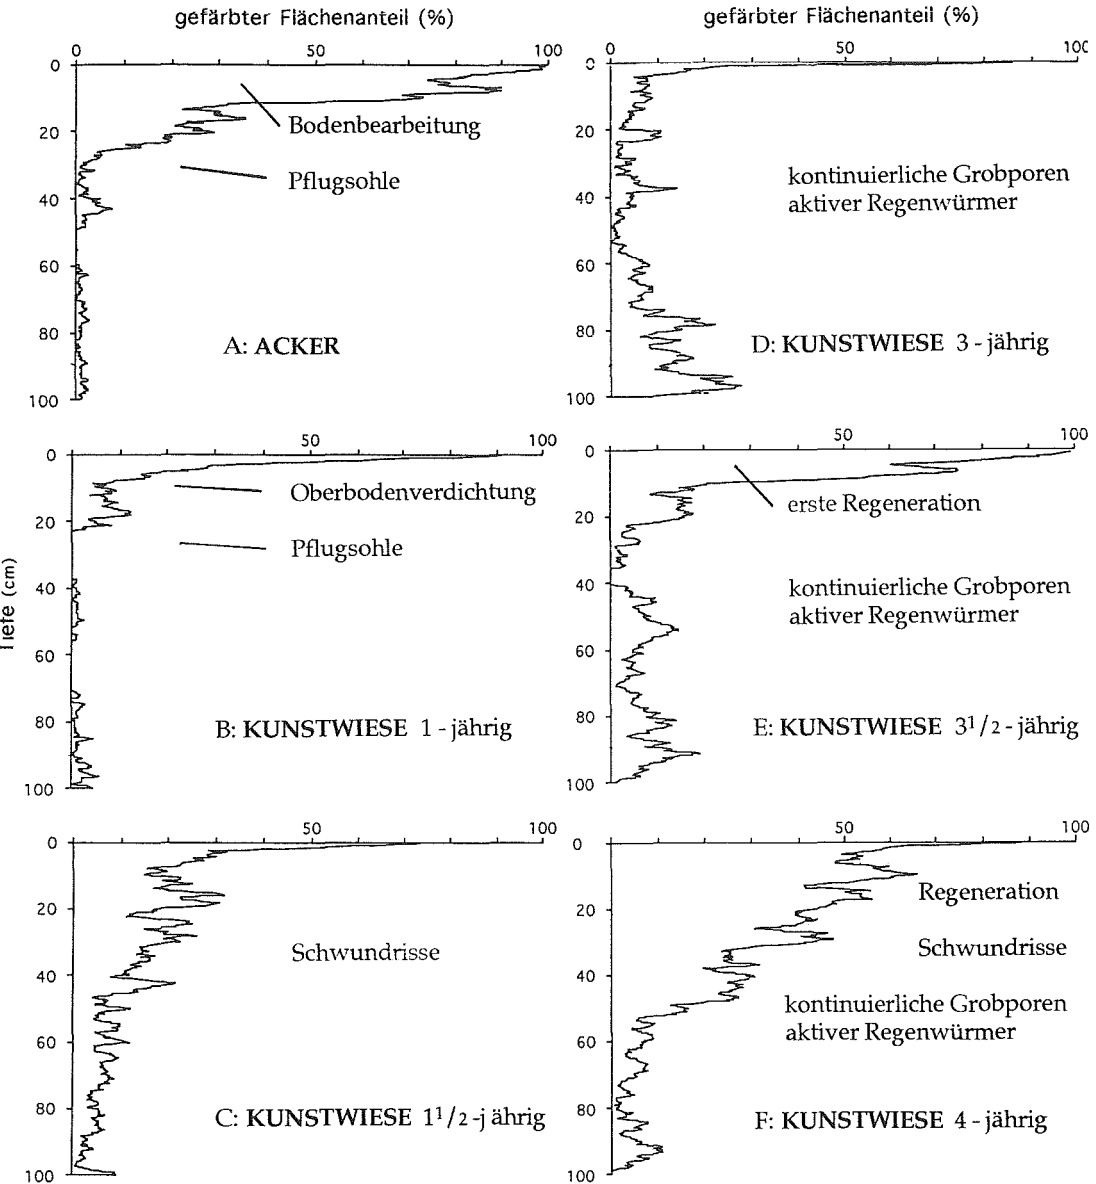 gefärbter Flächenanteil (%)
0 50 100
0
20
40
60
80
100
Bodenbearbeitung
Pflugsohle
A: ACKER
gefärbter Flächenanteil (%)
0 50 100
0
20
40
60
80
100
kontinuierliche Grobporen
aktiver Regenwürmer
D: KUNSTWIESE 3 - jährig
Tiefe (cm)
50 100
0
20
40
60
80
100
Oberbodenverdichtung
Pflugsohle
B: KUNSTWIESE 1 - jährig
50 100
0
20
40
60
80
100
erste Regeneration
kontinuierliche Grobporen
aktiver Regenwürmer
E: KUNSTWIESE 3 1/2 - jährig
50 100
0
20
40
60
80
100
Schwundrisse
C: KUNSTWIESE 1 1/2 -j ährig
50 100
0
20
40
60
80
100
Regeneration
Schwundrisse
kontinuierliche Grobporen
aktiver Regenwürmer
F: KUNSTWIESE 4 - jährig